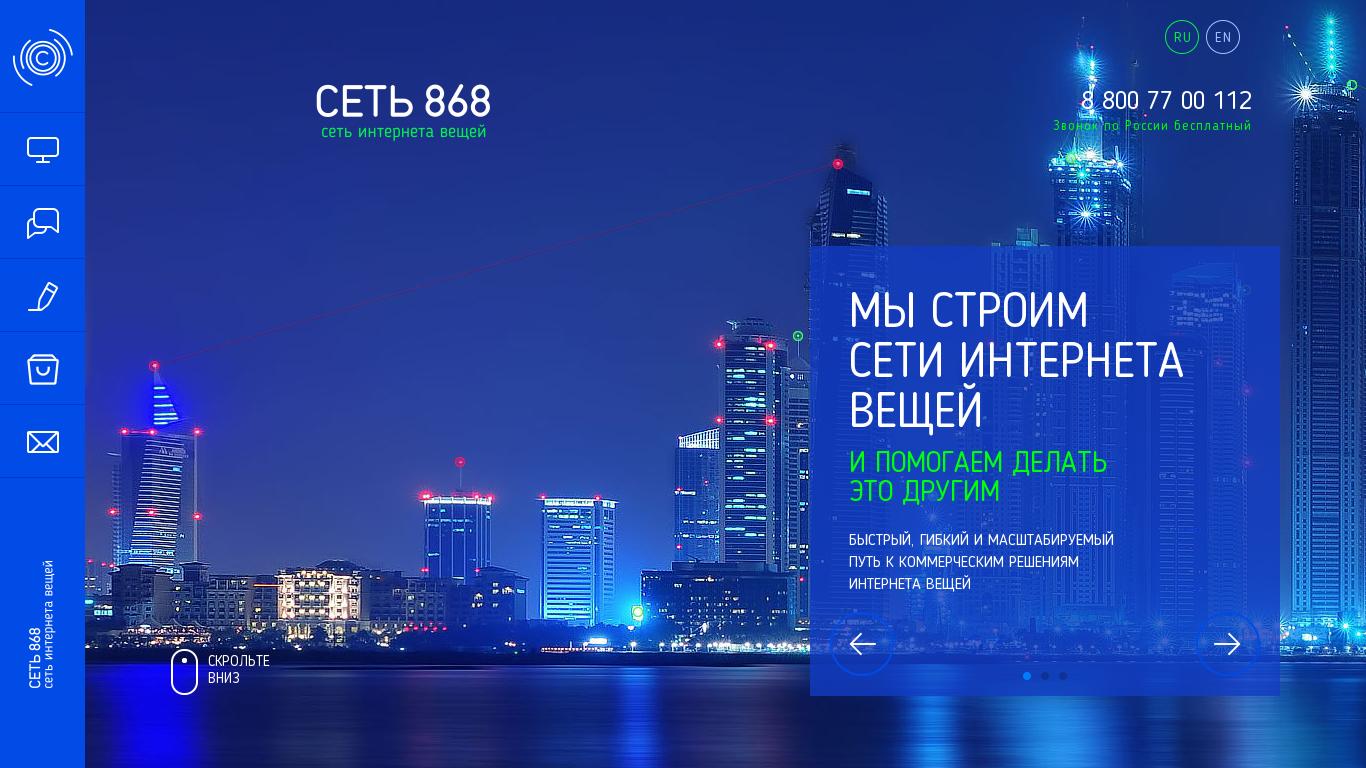 RU EN
СЕТЬ 868
сеть интернета вещей
8 800 77 00 112
Звонок по России бесплатный
МЫ СТРОИМ
СЕТИ ИНТЕРНЕТА
ВЕЩЕЙ
И ПОМОГАЕМ ДЕЛАТЬ
ЭТО ДРУГИМ
БЫСТРЫЙ, ГИБКИЙ И МАСШТАБИРУЕМЫЙ
ПУТЬ К КОММЕРЧЕСКИМ РЕШЕНИЯМ
ИНТЕРНЕТА ВЕЩЕЙ
СКРОЛЬТЕ
ВНИЗ
СЕТЬ 868
сеть интернета вещей